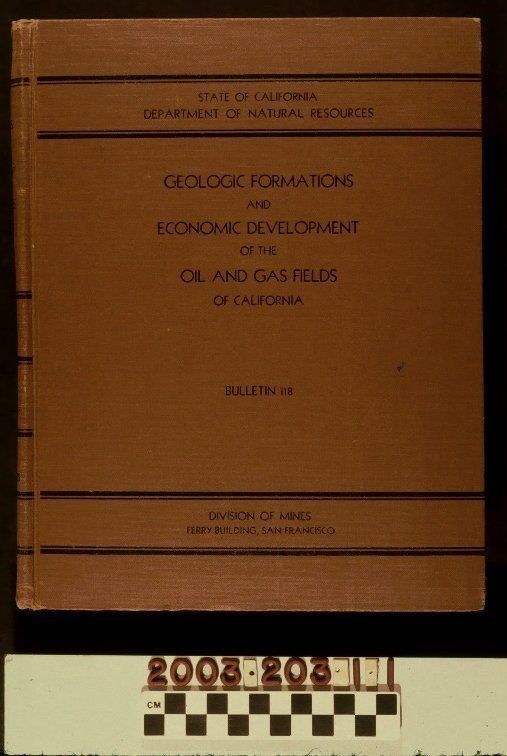 STATE OF CALIFORNIA
DEPARTMENT OF NATURAL RESOURCES
GEOLOGIC FORMATIONS
AND
ECONOMIC DEVELOPMENT
OF THE
OIL AND GAS FIELDS
OF CALIFORNIA
BULLETIN 118
DIVISION OF MINES
FERRY BUILDING, SAN FRANCISCO
2003·203·1·1
CM